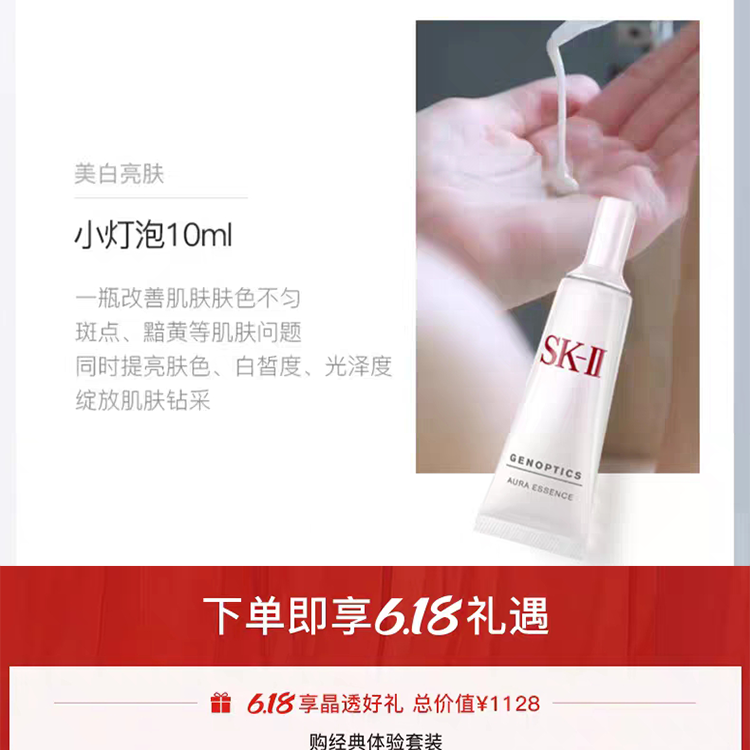 美白亮肤
小灯泡10ml
一瓶改善肌肤肤色不匀
斑点、黯黄等肌肤问题
同时提亮肤色、白皙度、光泽度
绽放肌肤钻采
SK-II
GENOPTICS
AURA ESSENCE
下单即享6.18礼遇
6.18享晶透好礼 总价值¥1128
购经典体验套装